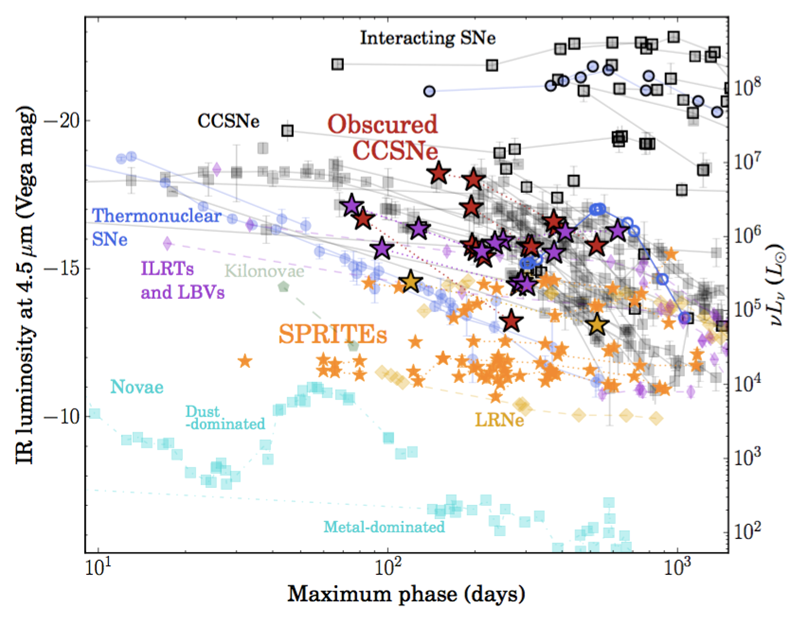 Interacting SNe
10⁸
−20
CCSNe
Obscured
CCSNe
10⁷
Thermonuclear
SNe
10⁶
−15
ILRTs
and LBVs
Kilonovae
10⁵
SPRITEs
10⁴
Novae
−10
Dust
-dominated
LRNe
10³
Metal-dominated
10²
IR luminosity at 4.5 μm (Vega mag)
νL_ν (L_⊙)
10¹
10²
10³
Maximum phase (days)